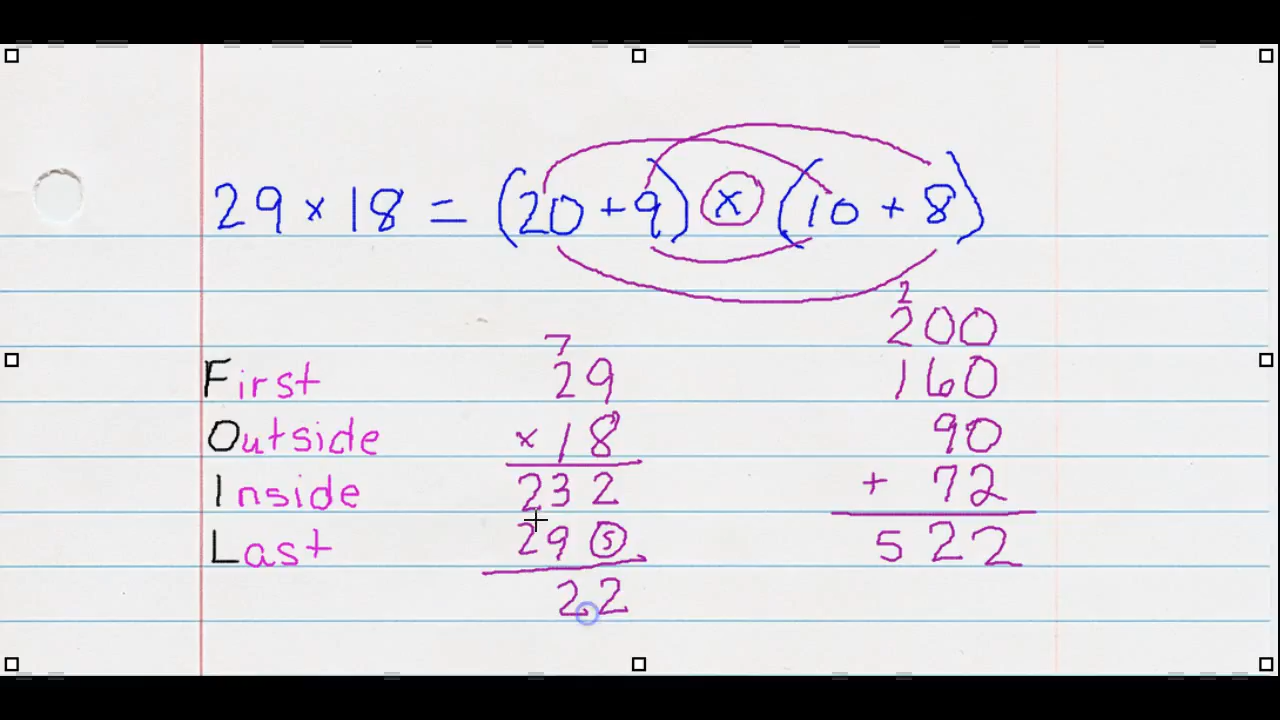 29 × 18 = (20 + 9) × (10 + 8)
2
200
7
First 29 160
Outside × 18 90
Inside 232 + 72
Last 29 522
22